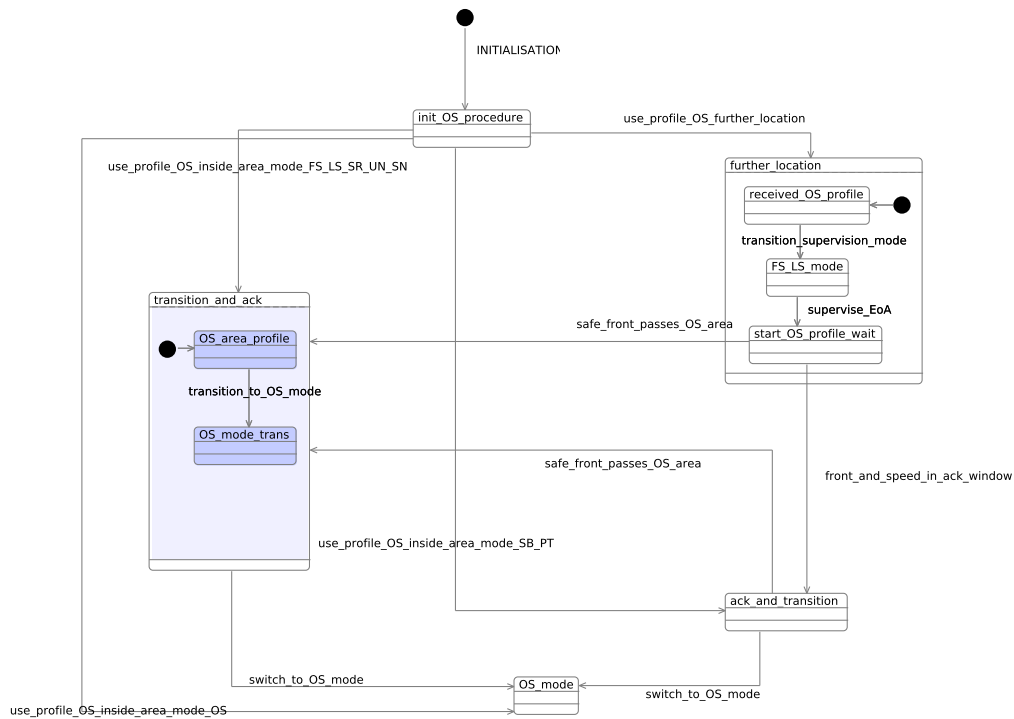 INITIALISATION
init_OS_procedure
use_profile_OS_further_location
use_profile_OS_inside_area_mode_FS_LS_SR_UN_SN
further_location
received_OS_profile
transition_supervision_mode
FS_LS_mode
transition_and_ack
supervise_EoA
safe_front_passes_OS_area
start_OS_profile_wait
OS_area_profile
transition_to_OS_mode
OS_mode_trans
safe_front_passes_OS_area
front_and_speed_in_ack_window
use_profile_OS_inside_area_mode_SB_PT
ack_and_transition
switch_to_OS_mode
OS_mode
switch_to_OS_mode
use_profile_OS_inside_area_mode_OS